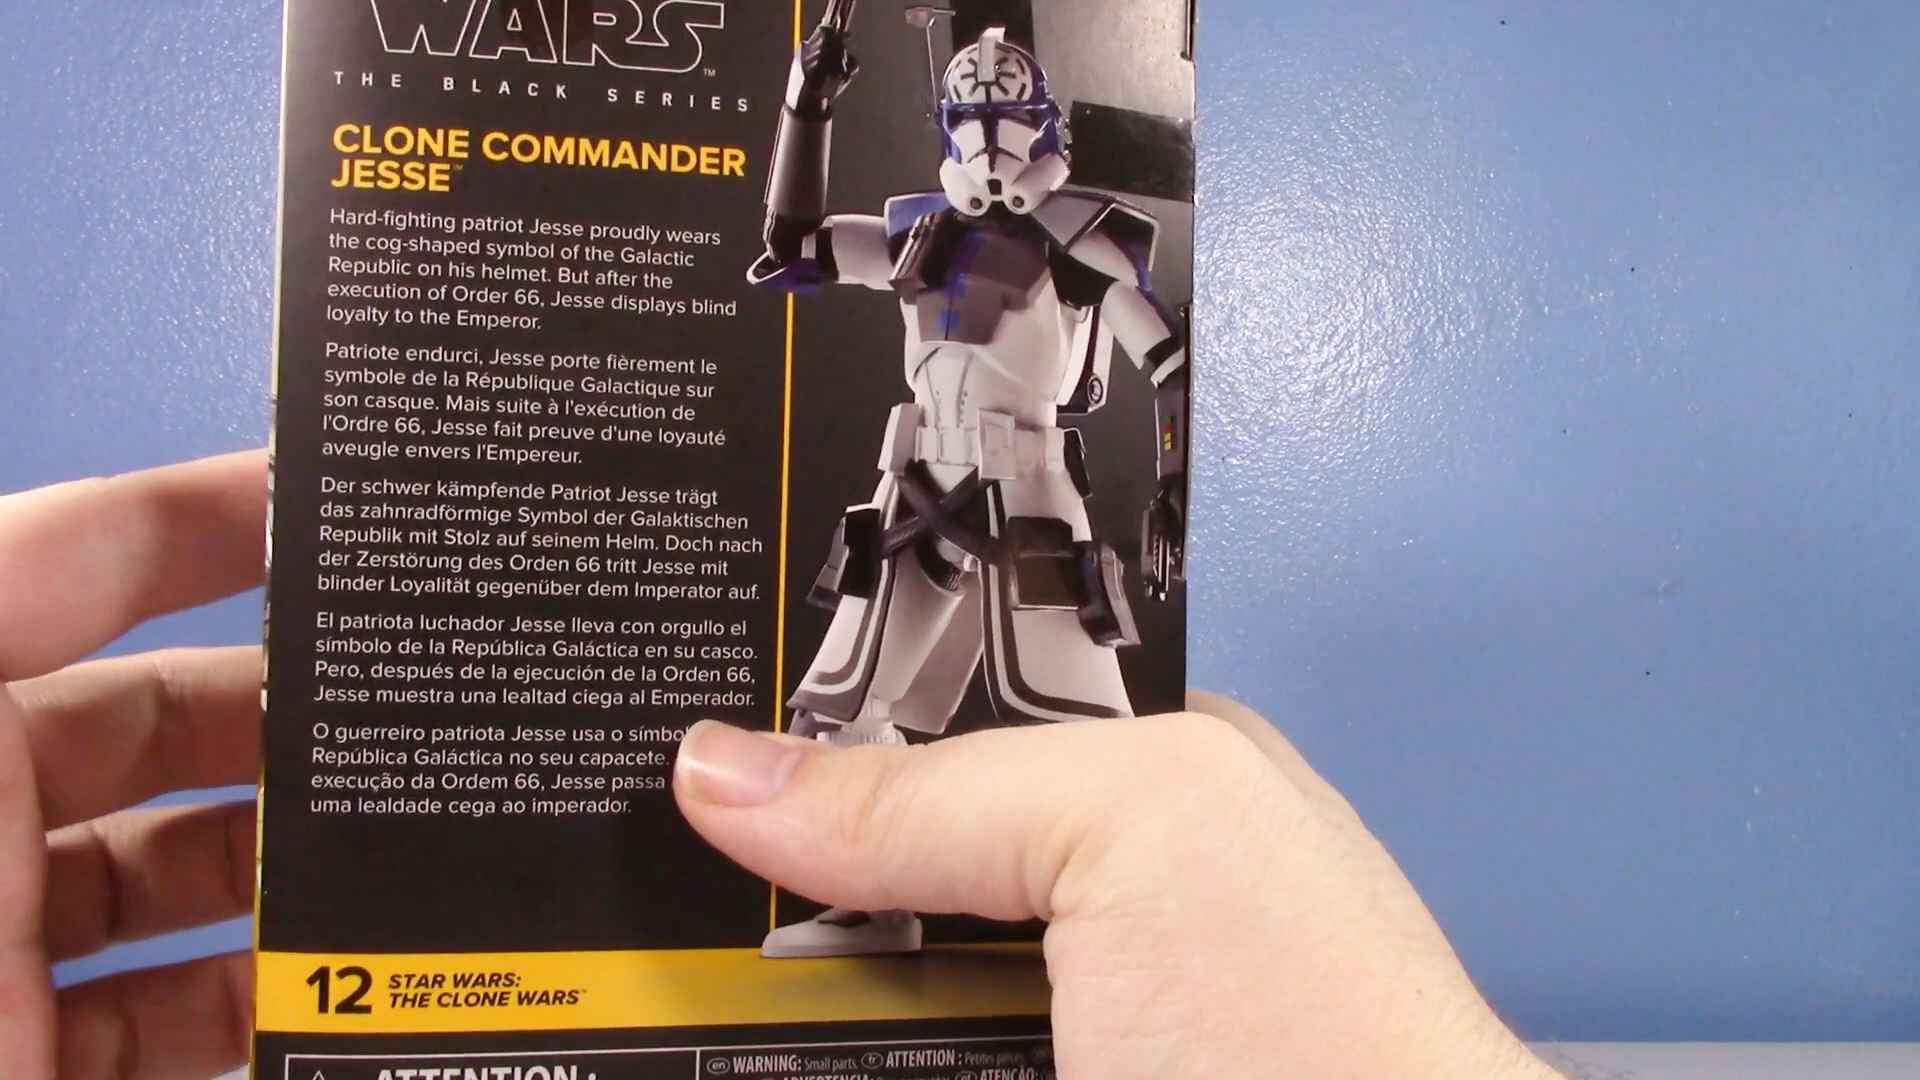 WARS™
THE BLACK SERIES
CLONE COMMANDER
JESSE™
Hard-fighting patriot Jesse proudly wears
the cog-shaped symbol of the Galactic
Republic on his helmet. But after the
execution of Order 66, Jesse displays blind
loyalty to the Emperor.
Patriote endurci, Jesse porte fièrement le
symbole de la République Galactique sur
son casque. Mais suite à l'exécution de
l'Ordre 66, Jesse fait preuve d'une loyauté
aveugle envers l'Empereur.
Der schwer kämpfende Patriot Jesse trägt
das zahnradförmige Symbol der Galaktischen
Republik mit Stolz auf seinem Helm. Doch nach
der Zerstörung des Orden 66 tritt Jesse mit
blinder Loyalität gegenüber dem Imperator auf.
El patriota luchador Jesse lleva con orgullo el
símbolo de la República Galáctica en su casco.
Pero, después de la ejecución de la Orden 66,
Jesse muestra una lealtad ciega al Emperador.
O guerreiro patriota Jesse usa o
República Galáctica no seu capacete.
execução da Ordem 66, Jesse passa
uma lealdade cega ao imperador.
12 STAR WARS:
THE CLONE WARS™
ATTENTION:
en WARNING: Small parts. fr ATTENTION : Petites
ATENÇÃO: